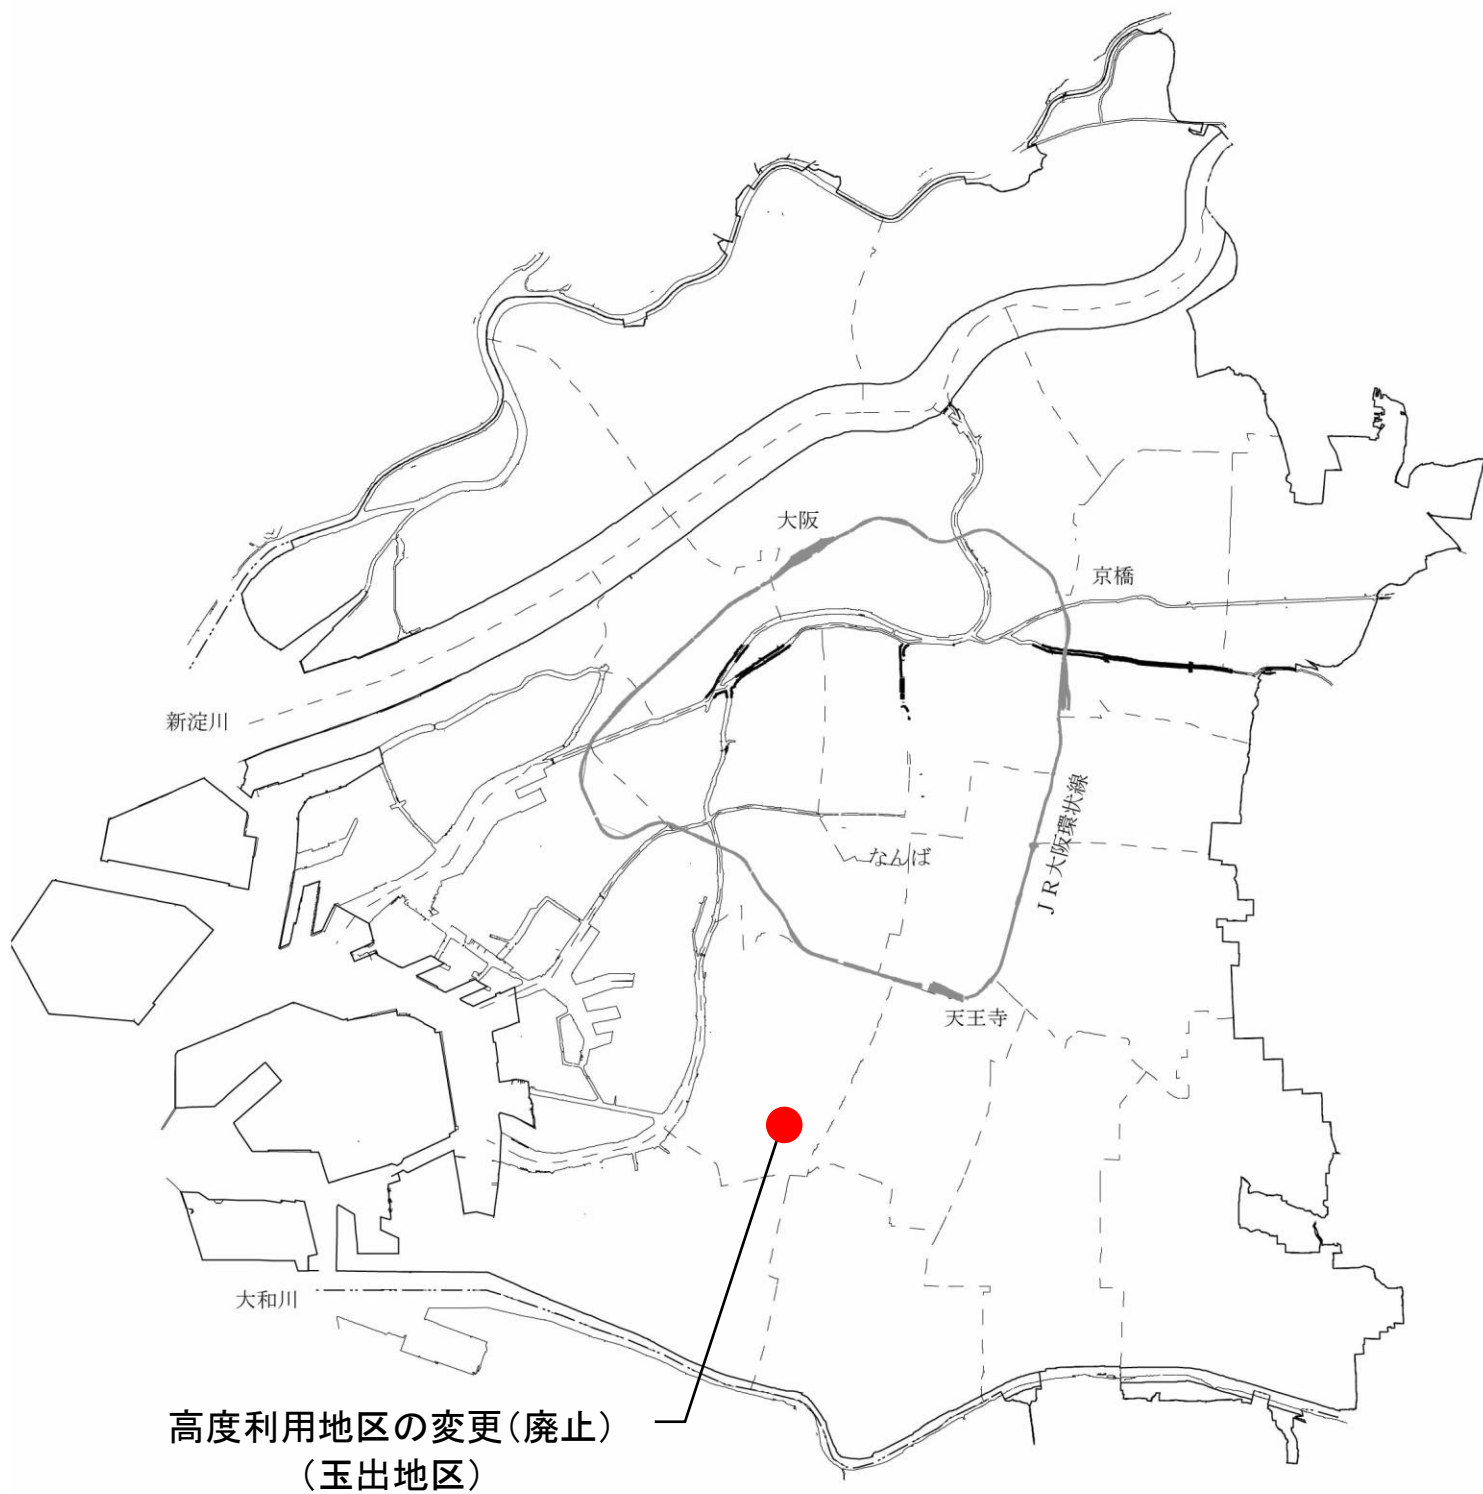 大阪
京橋
新淀川
JR大阪環状線
なんば
天王寺
大和川
高度利用地区の変更(廃止)
(玉出地区)